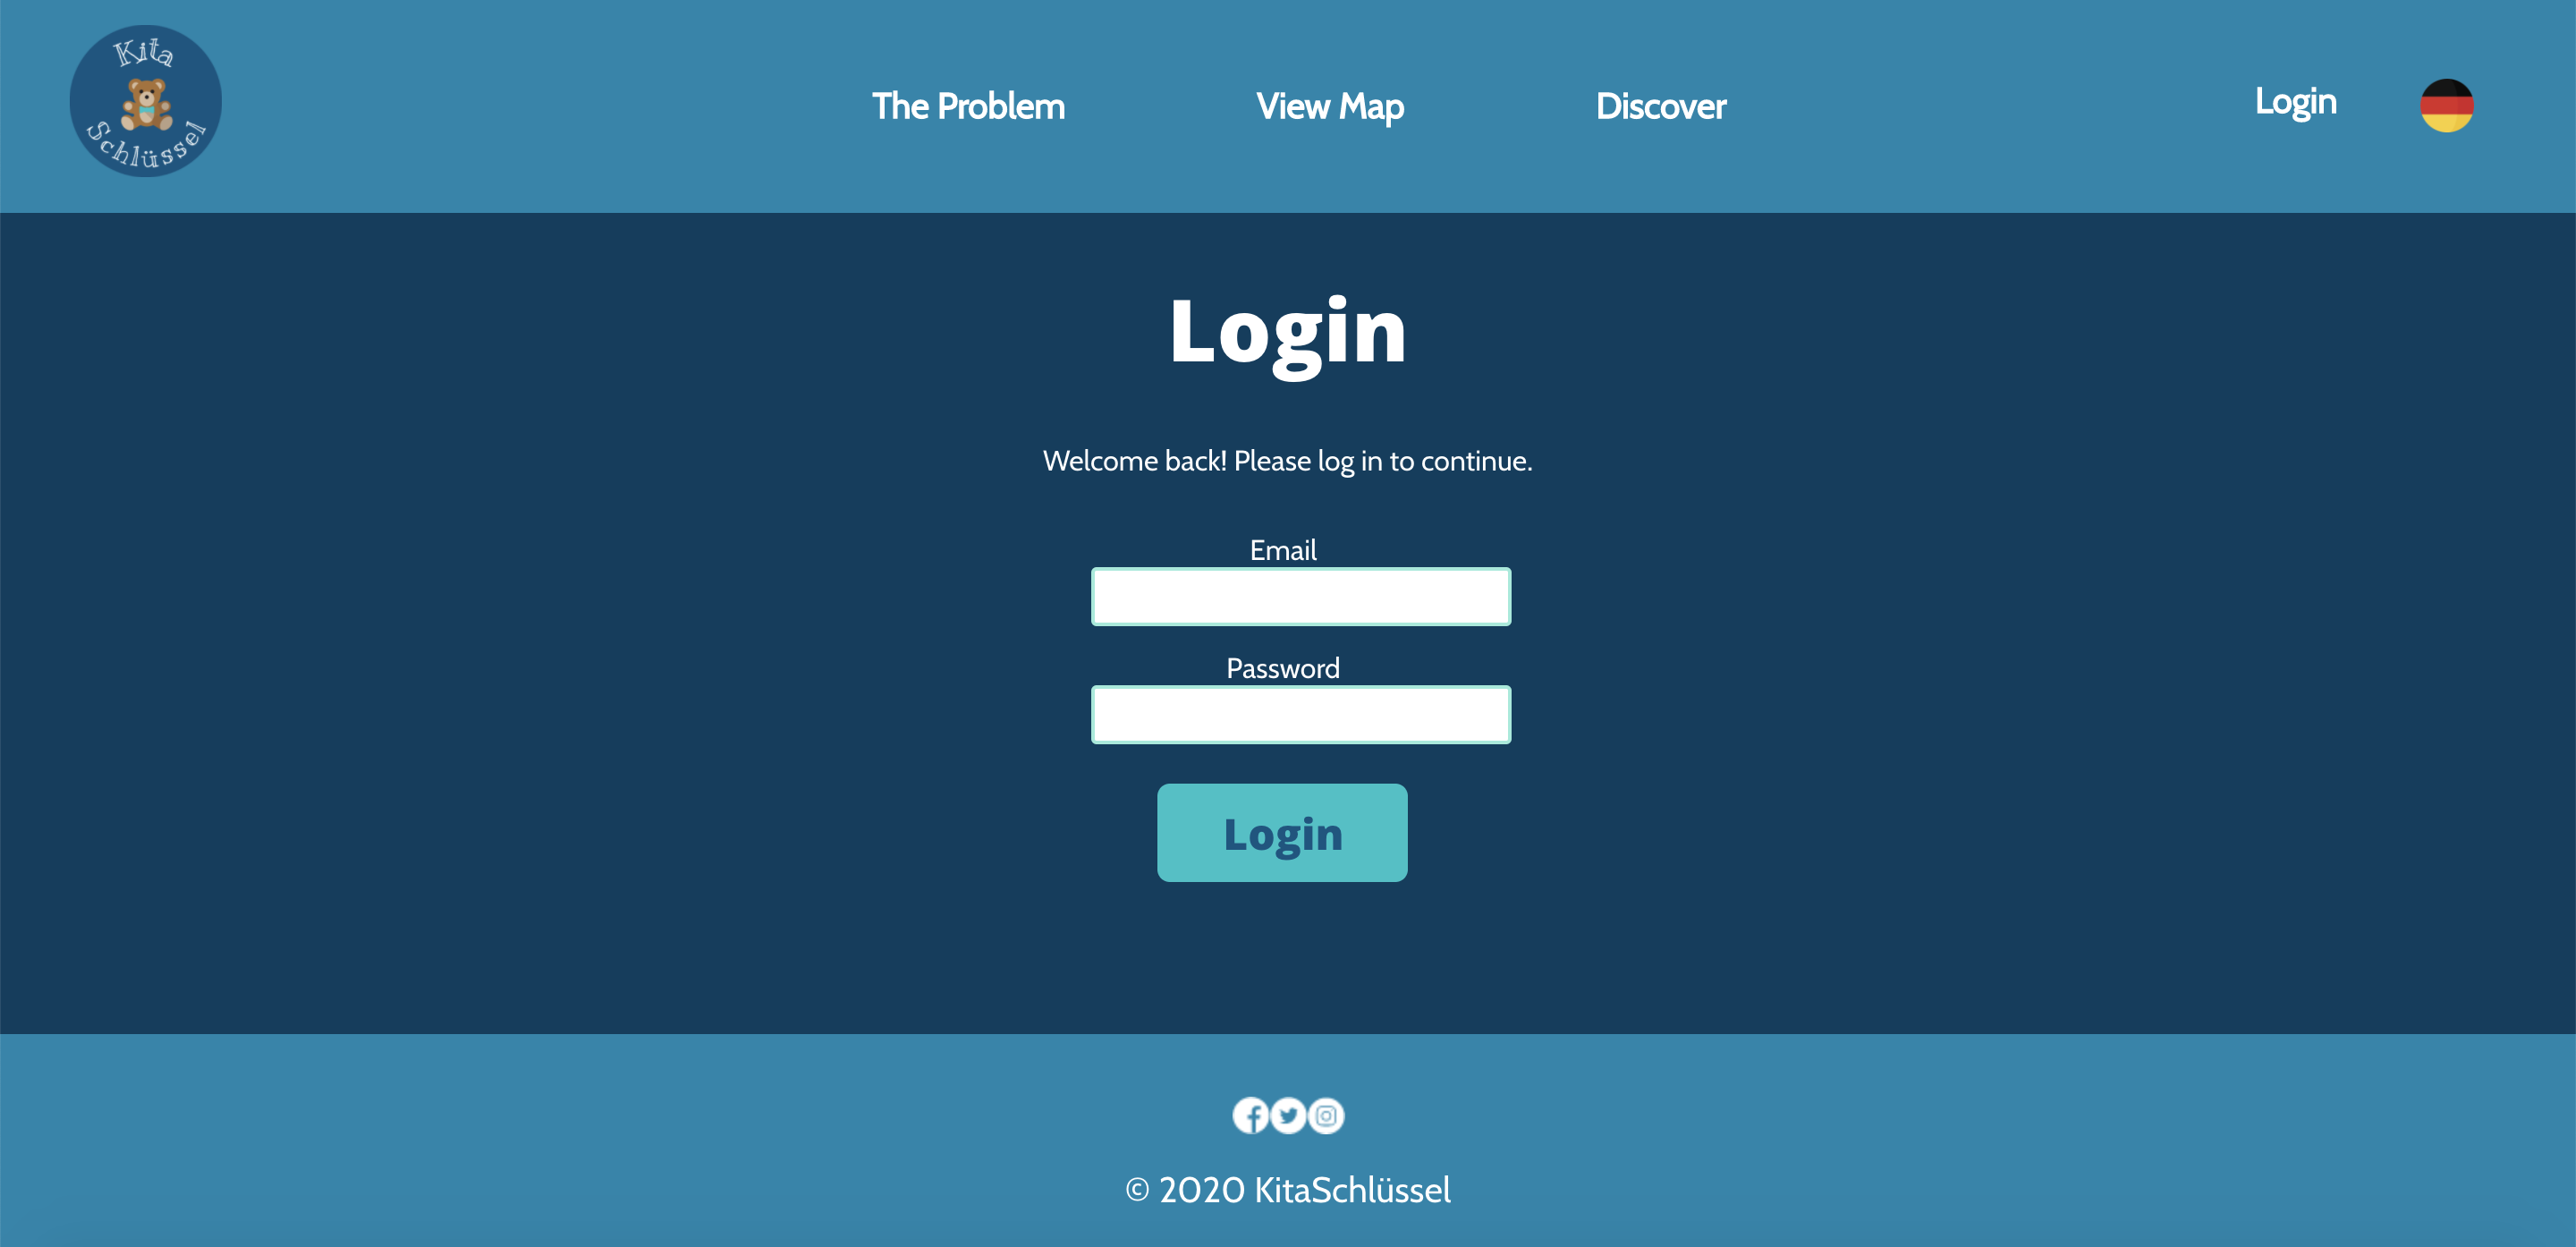 Kita
Schlüssel
The Problem
View Map
Discover
Login
Login
Welcome back! Please log in to continue.
Email
Password
Login
© 2020 KitaSchlüssel